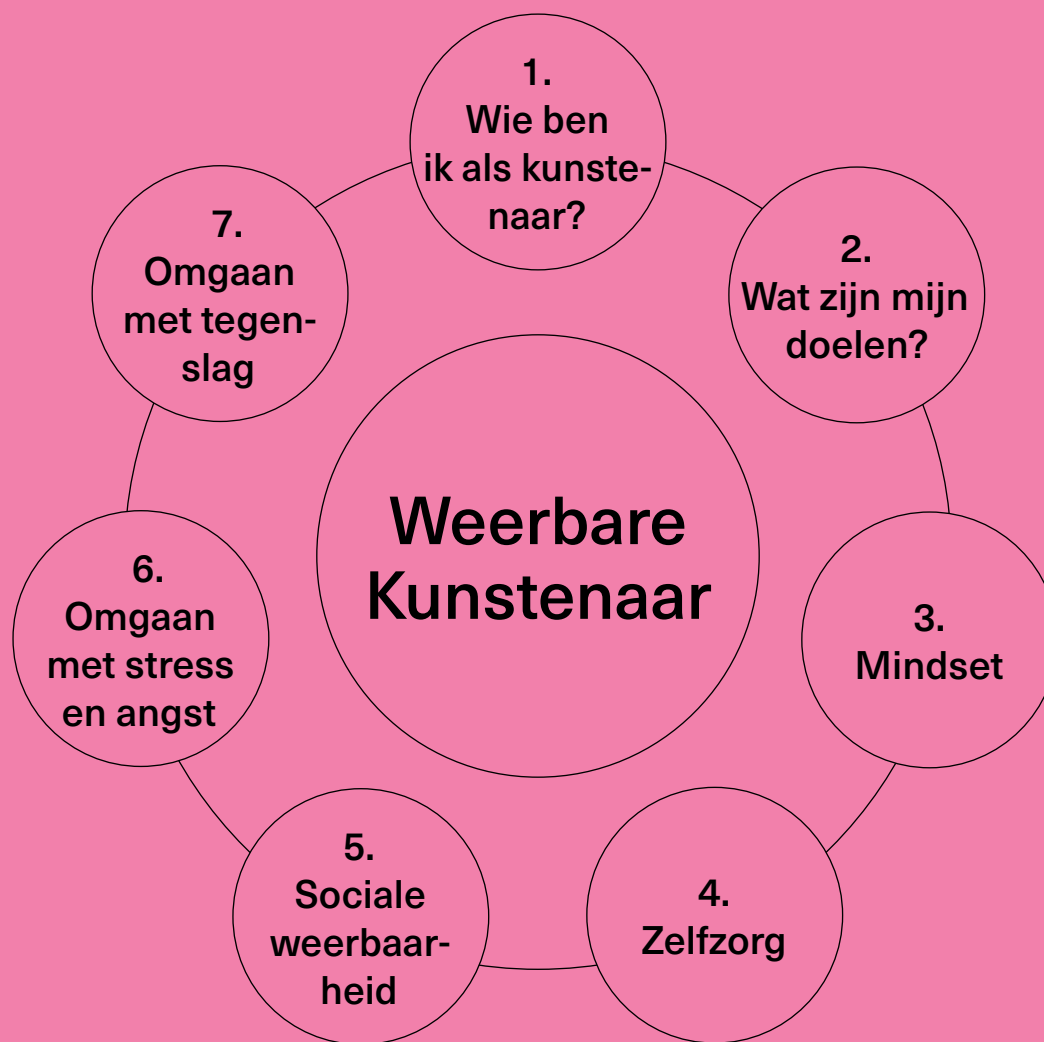 1.
Wie ben
ik als kunste-
naar?
2.
Wat zijn mijn
doelen?
3.
Mindset
4.
Zelfzorg
5.
Sociale
weerbaar-
heid
6.
Omgaan
met stress
en angst
7.
Omgaan
met tegen-
slag
Weerbare
Kunstenaar